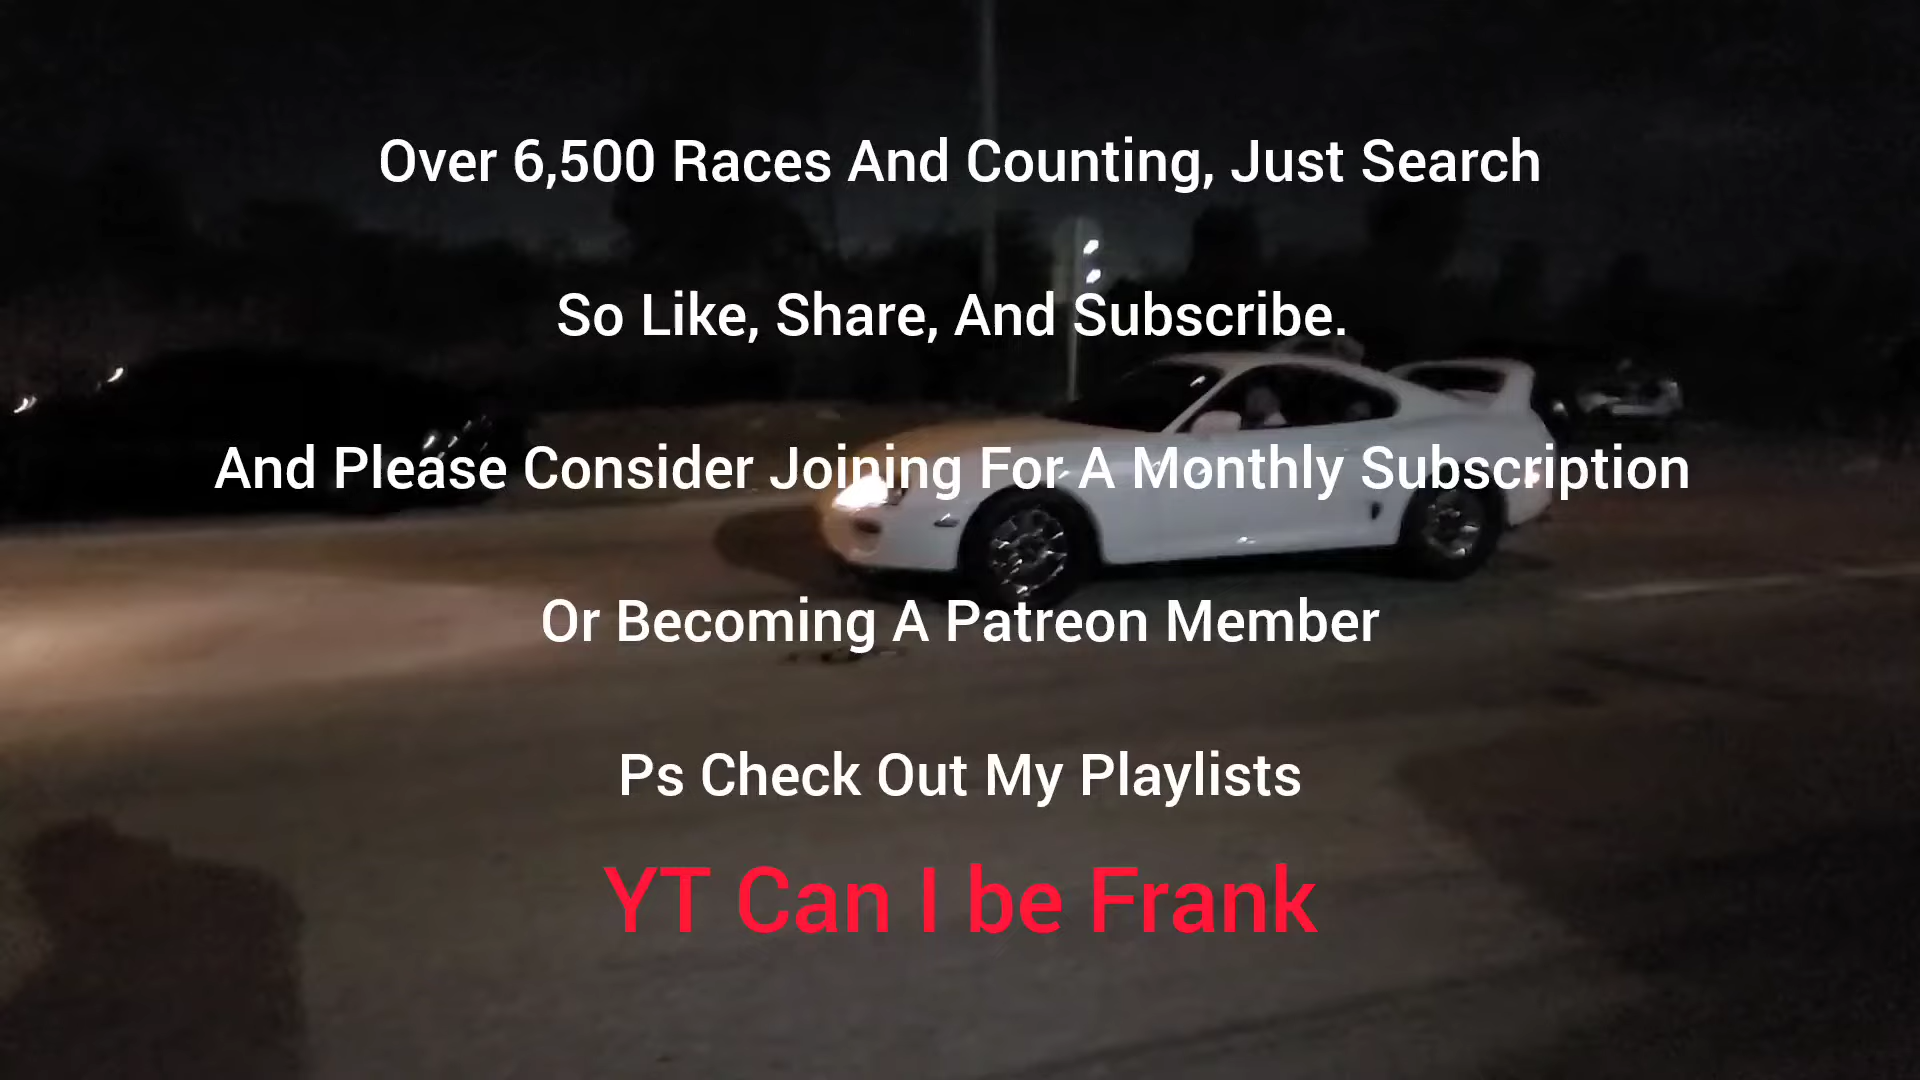 Over 6,500 Races And Counting, Just Search
So Like, Share, And Subscribe.
And Please Consider Joining For A Monthly Subscription
Or Becoming A Patreon Member
Ps Check Out My Playlists
YT Can I be Frank